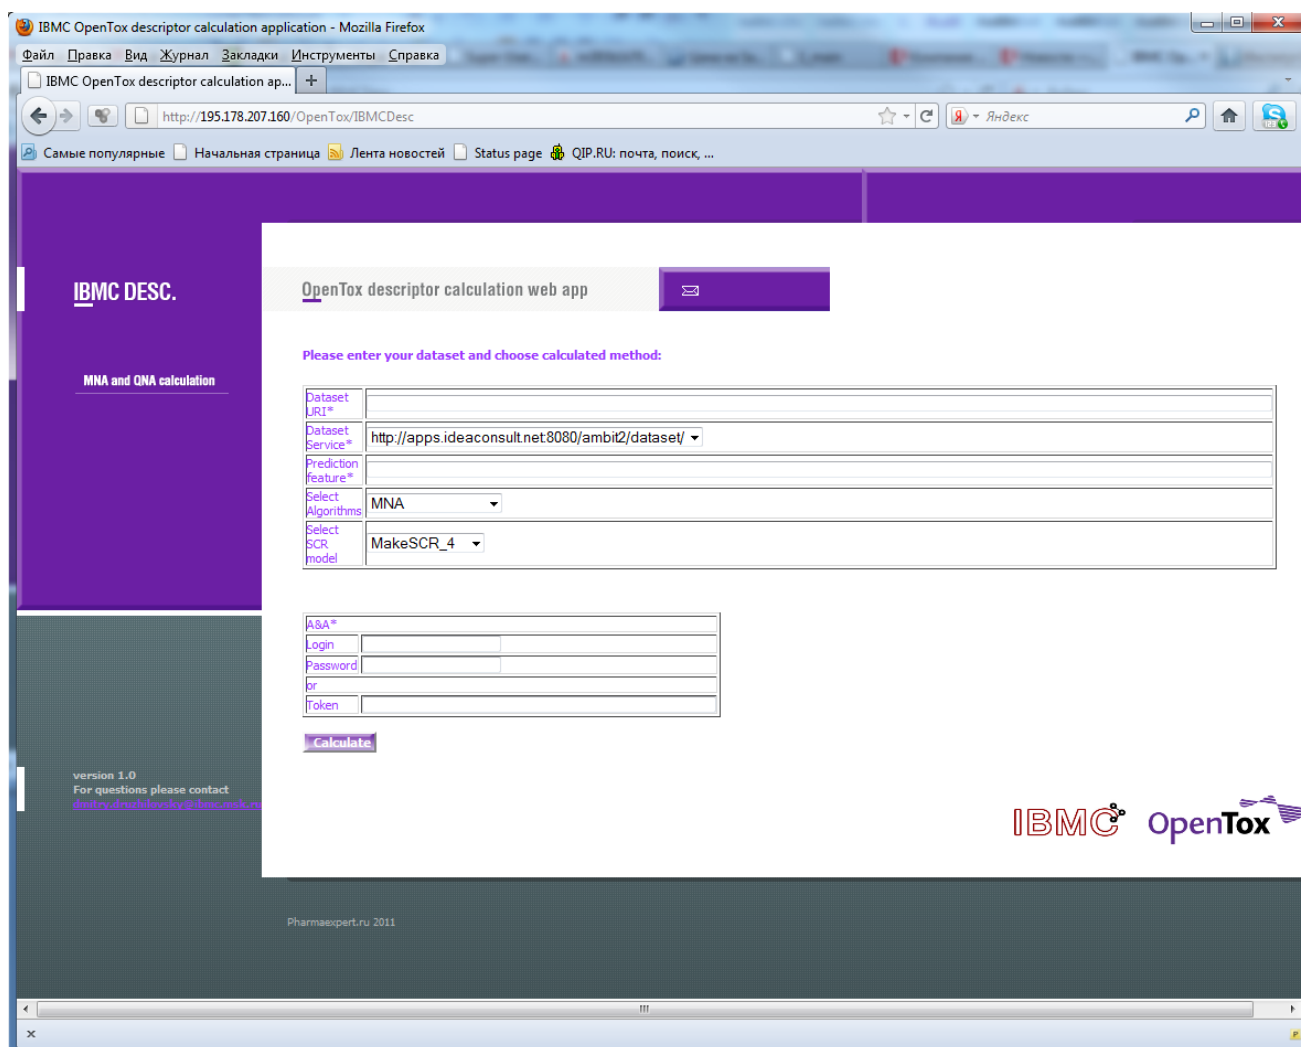 IBMC OpenTox descriptor calculation application - Mozilla Firefox
Файл Правка Вид Журнал Закладки Инструменты Справка
IBMC OpenTox descriptor calculation ap...
http://195.178.207.160/OpenTox/IBMCDesc
Яндекс
Самые популярные Начальная страница Лента новостей Status page QIP.RU: почта, поиск, ...
IBMC DESC.
OpenTox descriptor calculation web app
Please enter your dataset and choose calculated method:
MNA and QNA calculation
Dataset
URI*
Dataset
Service*
http://apps.ideaconsult.net:8080/ambit2/dataset/
Prediction
feature*
Select
Algorithms
MNA
Select
SCR
model
MakeSCR_4
A&A*
Login
Password
or
Token
Calculate
version 1.0
For questions please contact
IBMC
OpenTox
Pharmaexpert.ru 2011